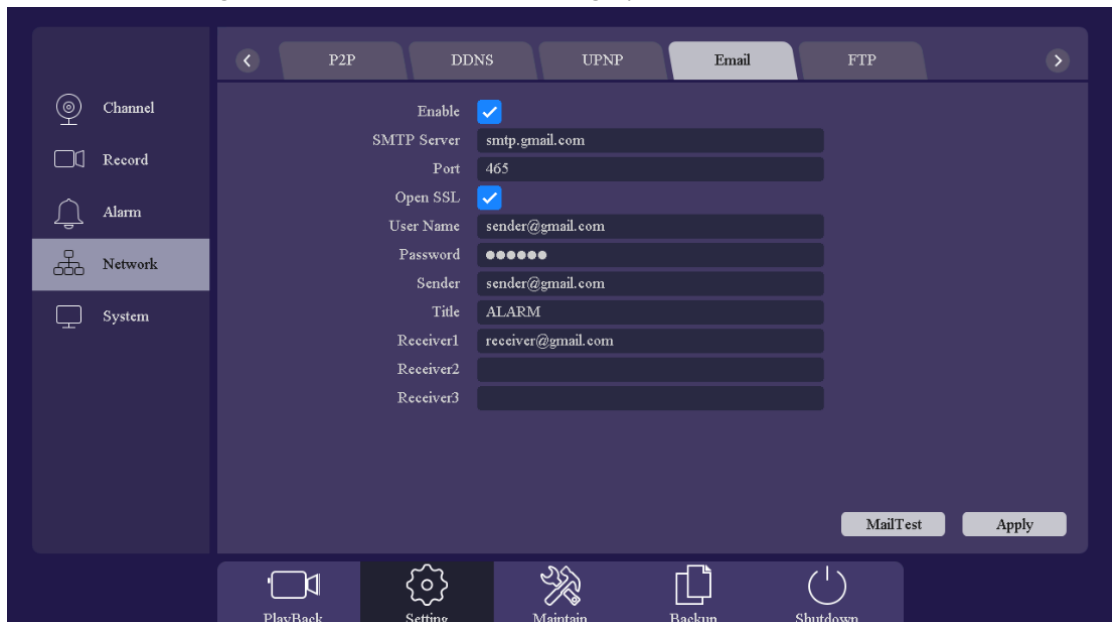 P2P DDNS UPNP Email FTP
Channel
Record
Alarm
Network
System
Enable
SMTP Server smtp.gmail.com
Port 465
Open SSL
User Name sender@gmail.com
Password ●●●●●●
Sender sender@gmail.com
Title ALARM
Receiver1 receiver@gmail.com
Receiver2
Receiver3
MailTest Apply
PlayBack Setting Maintain Backup Shutdown